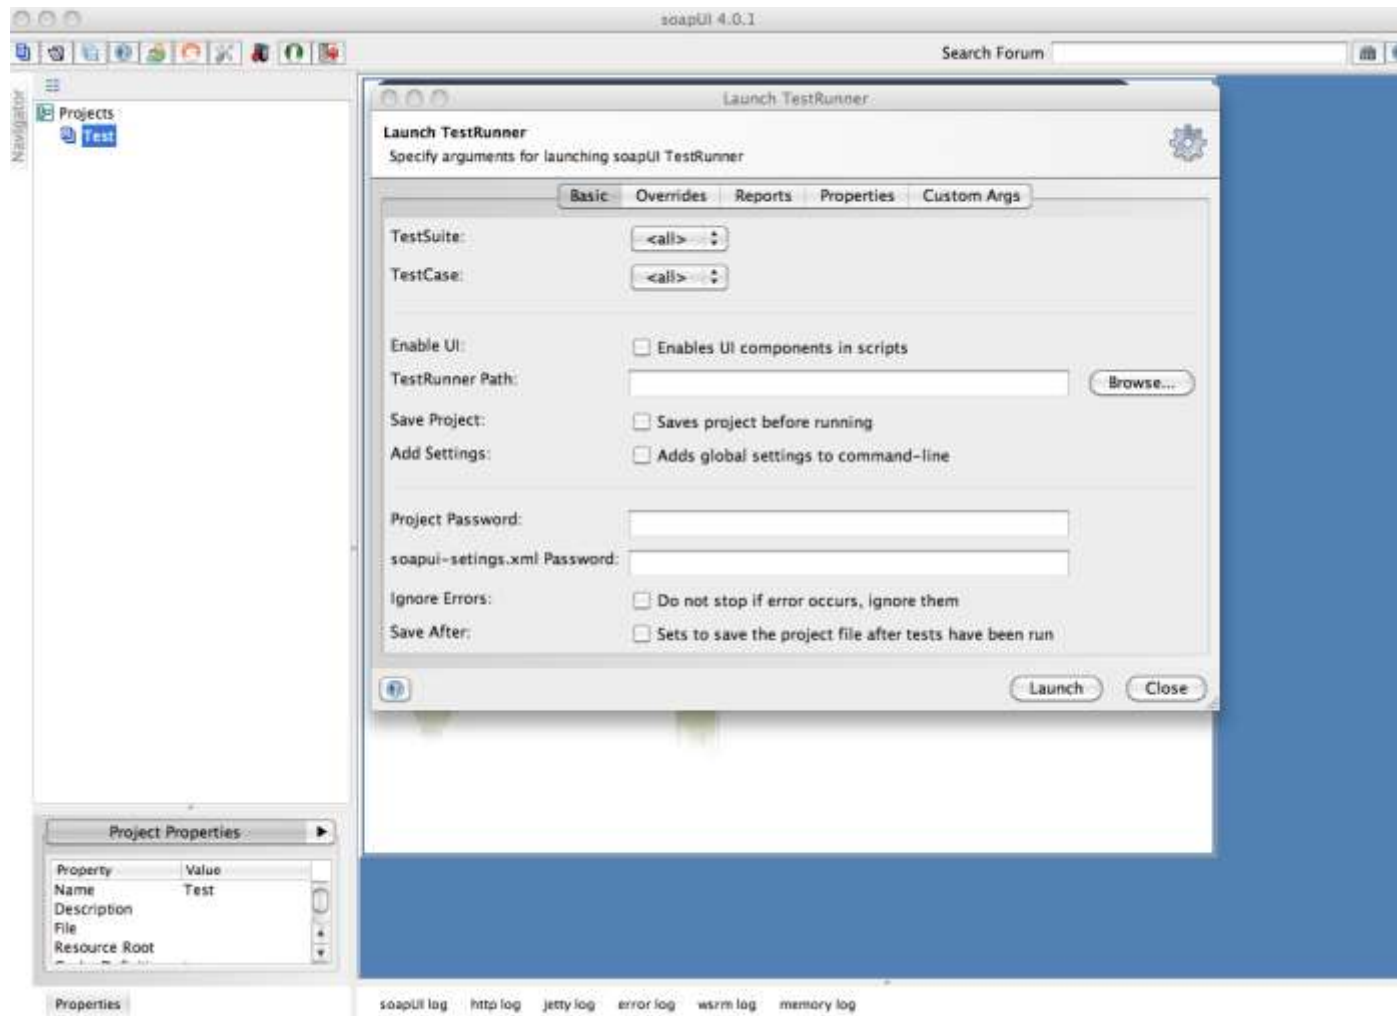 soapUI 4.0.1
Search Forum
Navigator
Projects
Test
Launch TestRunner
Launch TestRunner
Specify arguments for launching soapUI TestRunner
Basic Overrides Reports Properties Custom Args
TestSuite: <all>
TestCase: <all>
Enable UI: Enables UI components in scripts
TestRunner Path: Browse...
Save Project: Saves project before running
Add Settings: Adds global settings to command-line
Project Password:
soapui-setings.xml Password:
Ignore Errors: Do not stop if error occurs, ignore them
Save After: Sets to save the project file after tests have been run
Launch Close
Project Properties
Property Value
Name Test
Description
File
Resource Root
Properties
soapUI log http log jetty log error log wsrm log memory log